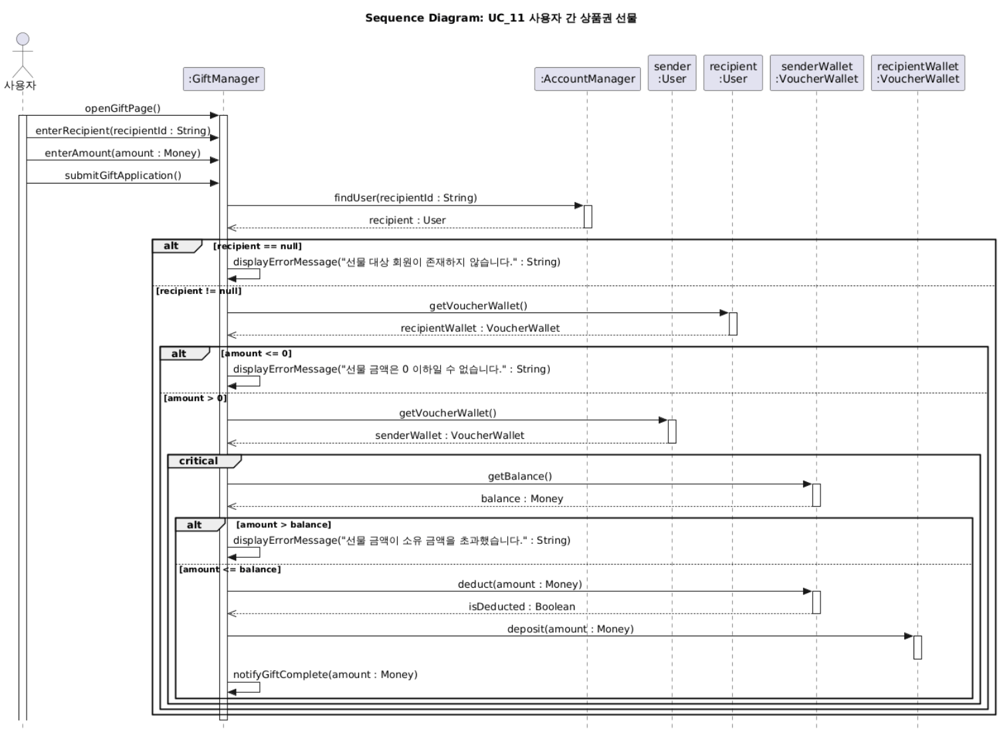 Sequence Diagram: UC_11 사용자 간 상품권 선물
사용자
:GiftManager
:AccountManager
sender
:User
recipient
:User
senderWallet
:VoucherWallet
recipientWallet
:VoucherWallet
openGiftPage()
enterRecipient(recipientId : String)
enterAmount(amount : Money)
submitGiftApplication()
findUser(recipientId : String)
recipient : User
alt [recipient == null]
displayErrorMessage("선물 대상 회원이 존재하지 않습니다." : String)
[recipient != null]
getVoucherWallet()
recipientWallet : VoucherWallet
alt [amount <= 0]
displayErrorMessage("선물 금액은 0 이하일 수 없습니다." : String)
[amount > 0]
getVoucherWallet()
senderWallet : VoucherWallet
critical
getBalance()
balance : Money
alt [amount > balance]
displayErrorMessage("선물 금액이 소유 금액을 초과했습니다." : String)
[amount <= balance]
deduct(amount : Money)
isDeducted : Boolean
deposit(amount : Money)
notifyGiftComplete(amount : Money)